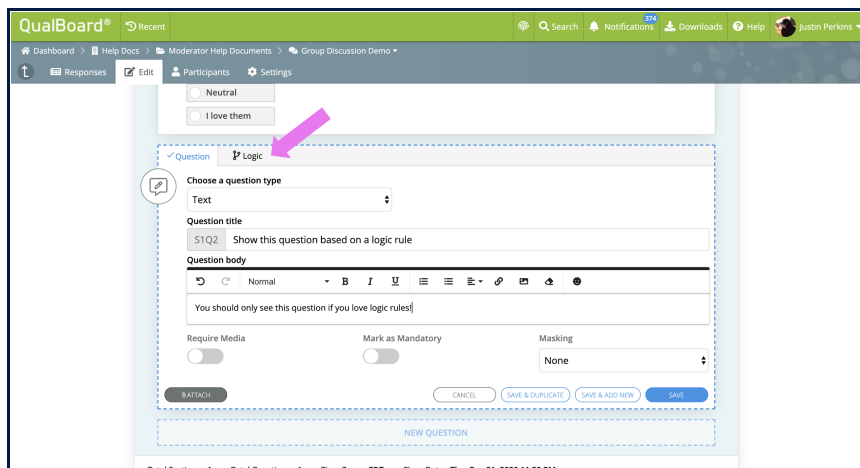 QualBoard® Recent Search Notifications 374 Downloads Help Justin Perkins
Dashboard > Help Docs > Moderator Help Documents > Group Discussion Demo
Responses Edit Participants Settings
Neutral
I love them
Question Logic
Choose a question type
Text
Question title
S1Q2 Show this question based on a logic rule
Question body
Normal B I U
You should only see this question if you love logic rules!
Require Media Mark as Mandatory Masking
None
ATTACH CANCEL SAVE & DUPLICATE SAVE & ADD NEW SAVE
NEW QUESTION